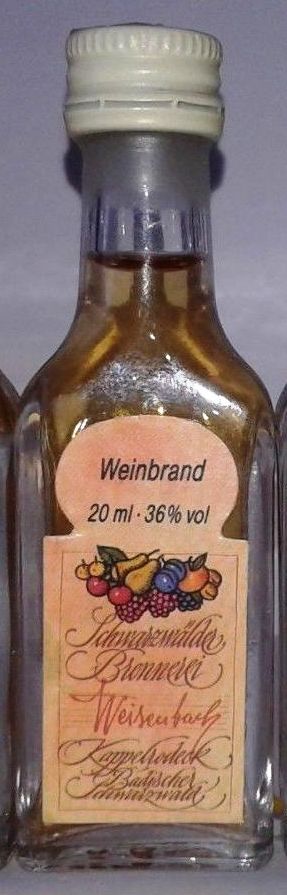 Weinbrand
20 ml · 36% vol
Schwarzwälder
Brennerei
Weisenbach
Kappelrodeck
Badischer
Schwarzwald